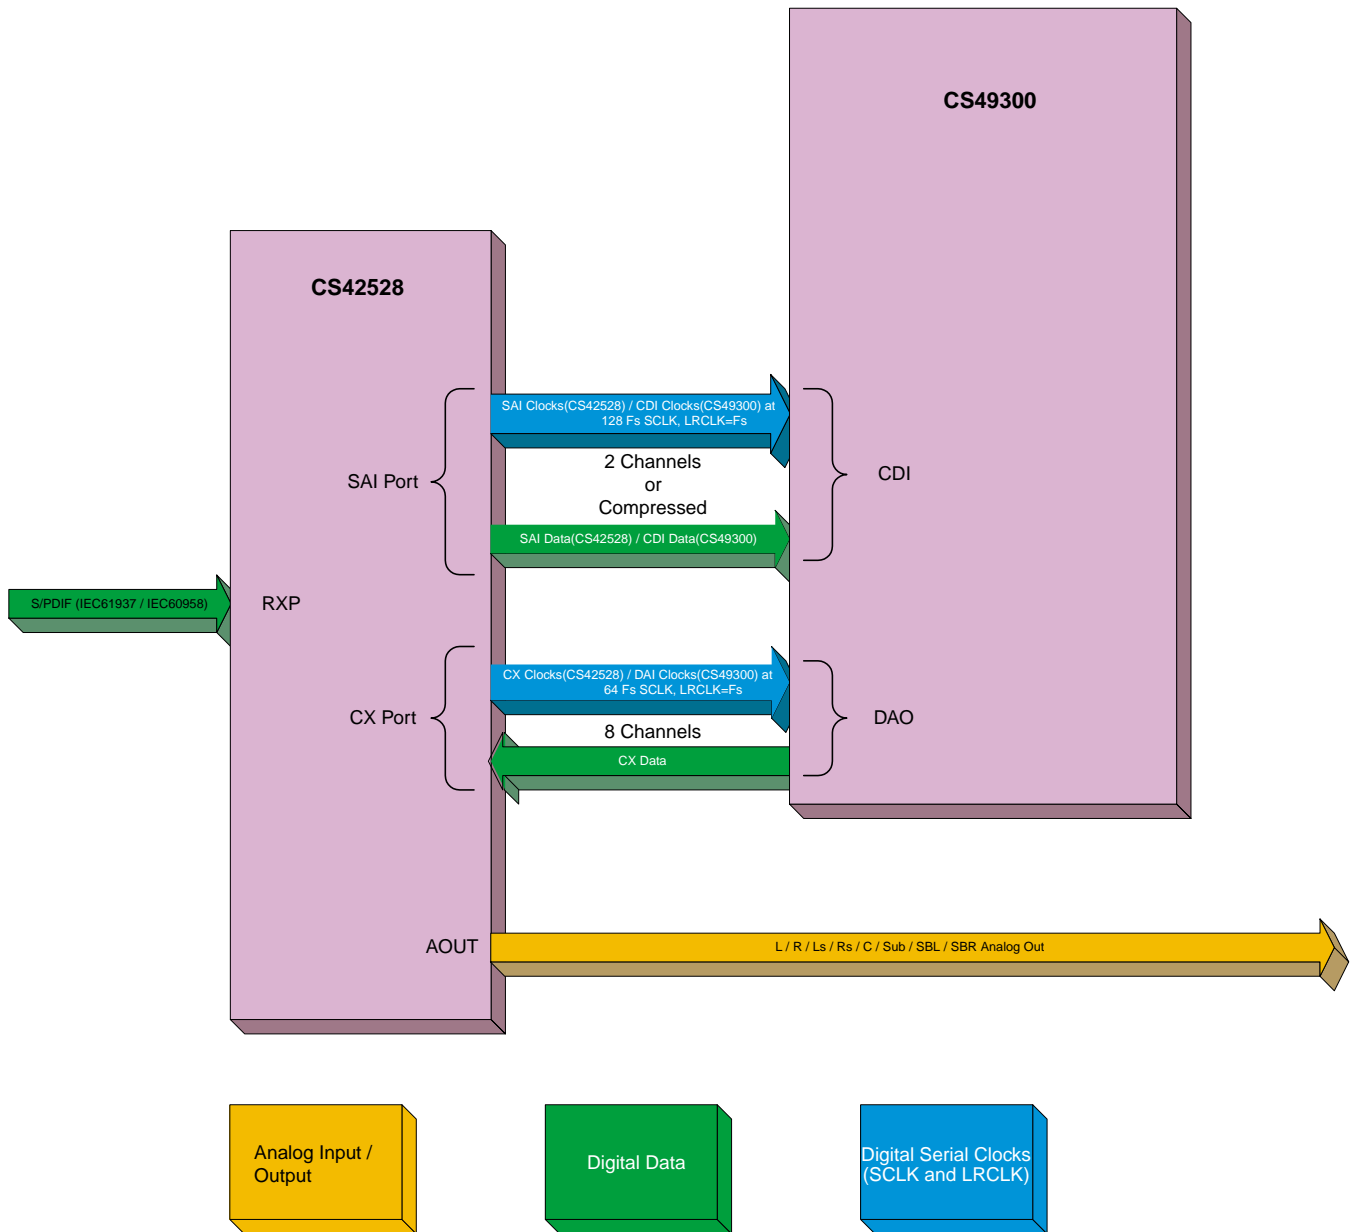 CS49300
CS42528
SAI Clocks(CS42528) / CDI Clocks(CS49300) at
128 Fs SCLK, LRCLK=Fs
2 Channels
or
Compressed
SAI Port
CDI
SAI Data(CS42528) / CDI Data(CS49300)
S/PDIF (IEC61937 / IEC60958)
RXP
CX Clocks(CS42528) / DAI Clocks(CS49300) at
64 Fs SCLK, LRCLK=Fs
CX Port
8 Channels
DAO
CX Data
AOUT
L / R / Ls / Rs / C / Sub / SBL / SBR Analog Out
Analog Input /
Output
Digital Data
Digital Serial Clocks
(SCLK and LRCLK)